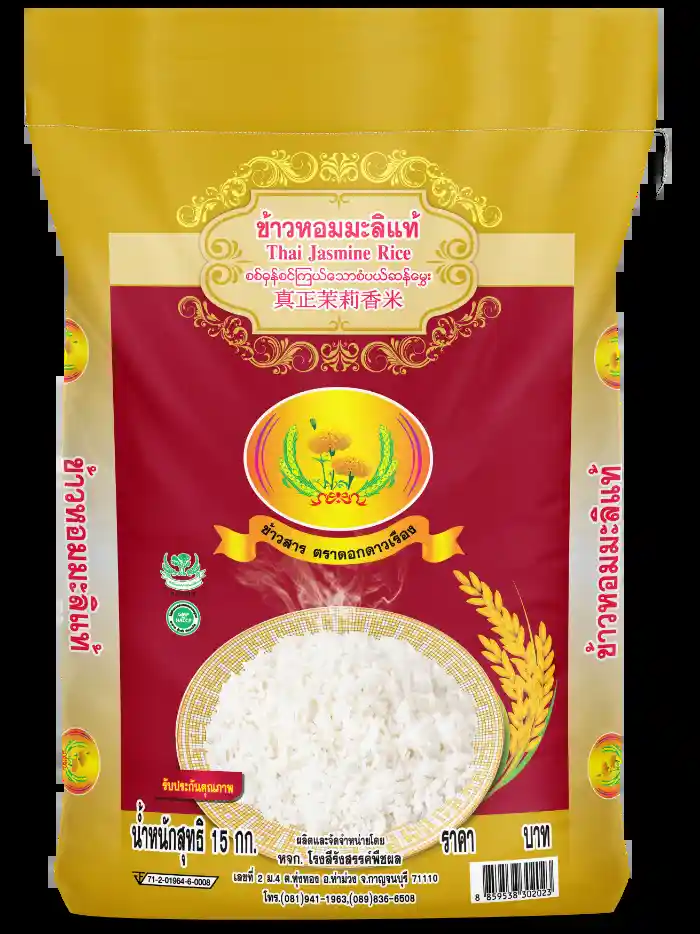 ข้าวหอมมะลิแท้
Thai Jasmine Rice
စစ်မှန်စင်ကြယ်သောစံပယ်ဆန်မွှေး
真正茉莉香米
ข้าวสาร ตราดอกดาวเรือง
ข้าวหอมมะลิแท้
ข้าวหอมมะลิแท้
HACCP
รับประกันคุณภาพ
น้ำหนักสุทธิ 15 กก.
ผลิตและจัดจำหน่ายโดย
หจก. โรงสีรังสรรค์พืชผล
เลขที่ 2 ม.4 ต.ทุ่งทอง อ.ท่าม่วง จ.กาญจนบุรี 71110
โทร.(081)941-1963,(089)836-6508
ราคา บาท
71-2-01964-6-0008
8 859538 302023